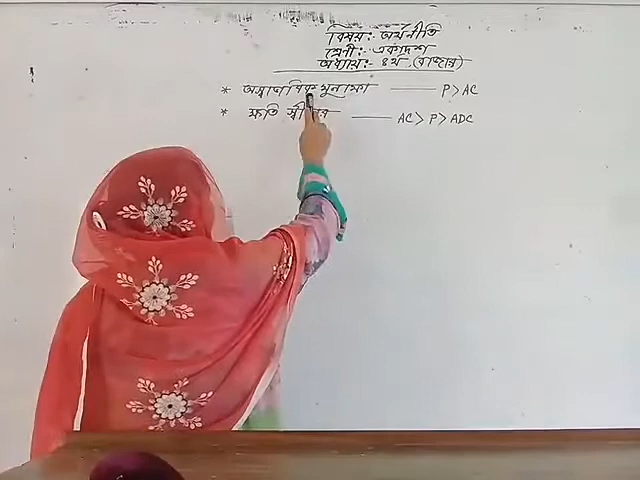 বিষয়: অর্থনীতি
শ্রেণী: একাদশ
অধ্যায়: ৪র্থ (বাজার)
* অস্বাভাবিক মুনাফা —— P > AC
* ক্ষতি —— AC > P > ADC